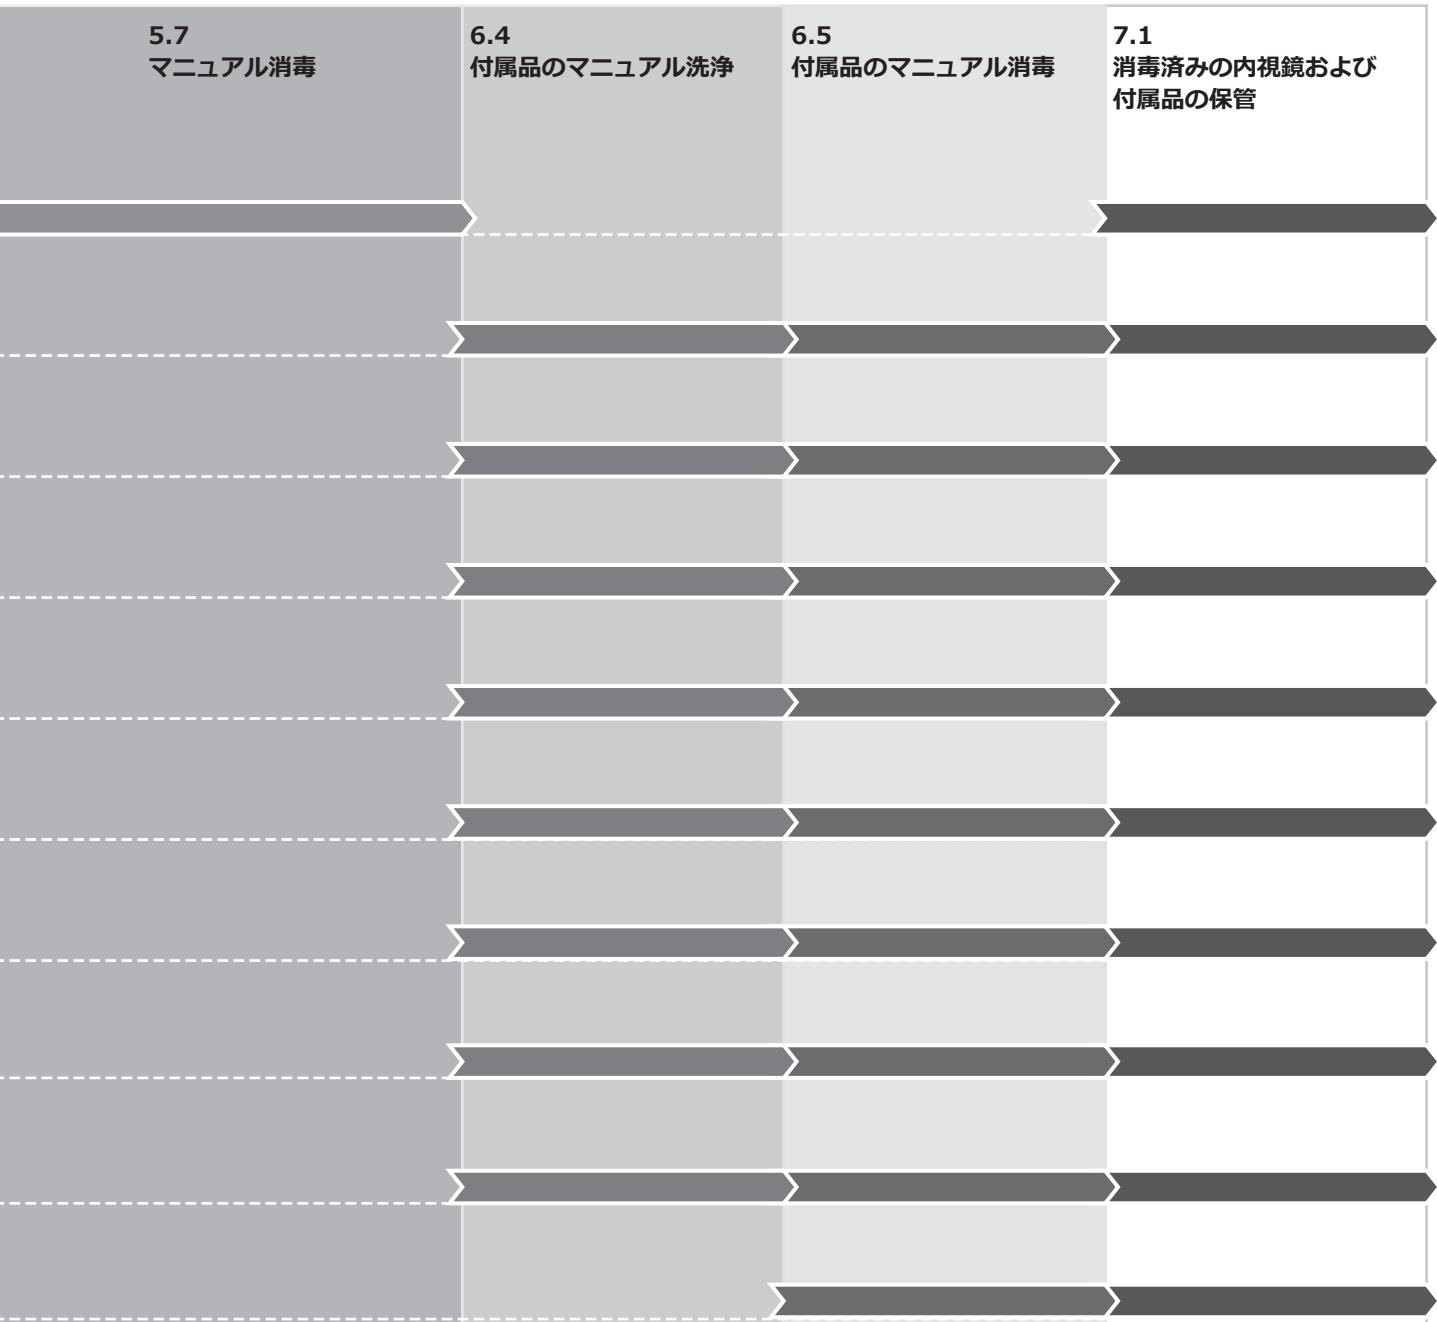 5.7
マニュアル消毒
6.4
付属品のマニュアル洗浄
6.5
付属品のマニュアル消毒
7.1
消毒済みの内視鏡および
付属品の保管